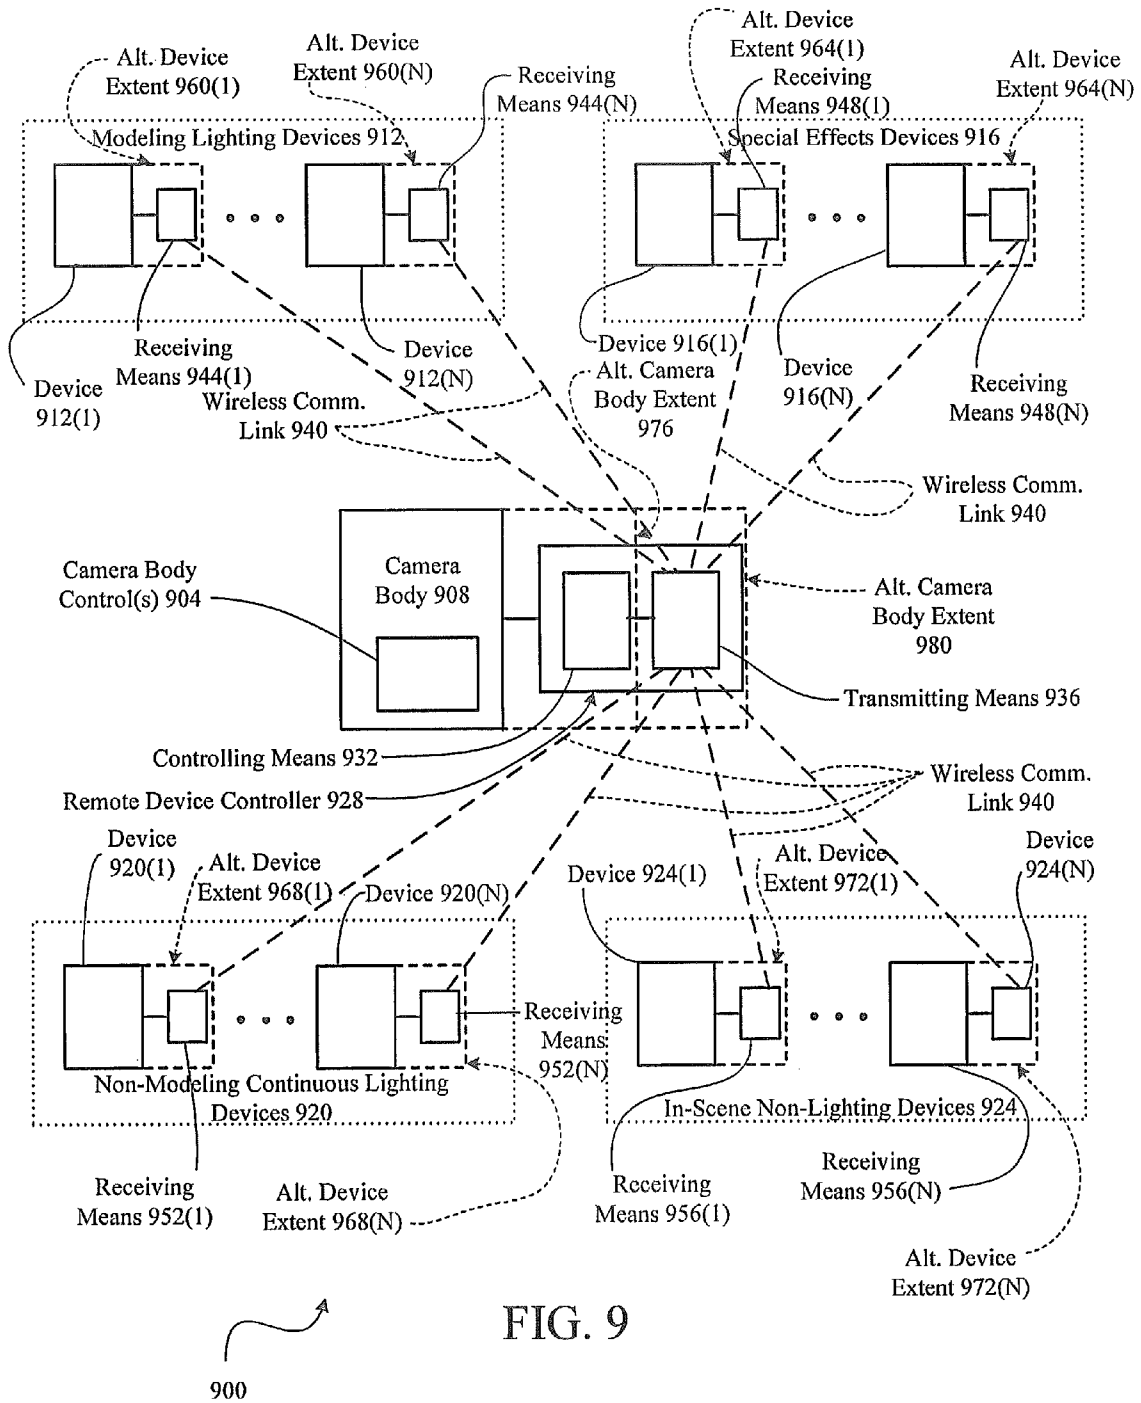 Alt. Device
Extent 960(1)
Alt. Device
Extent 960(N)
Receiving
Means 944(N)
Alt. Device
Extent 964(1)
Receiving
Means 948(1)
Alt. Device
Extent 964(N)
Modeling Lighting Devices 912
Special Effects Devices 916
Device
912(1)
Receiving
Means 944(1)
Device
912(N)
Wireless Comm.
Link 940
Device 916(1)
Alt. Camera
Body Extent
976
Device
916(N)
Receiving
Means 948(N)
Wireless Comm.
Link 940
Camera Body
Control(s) 904
Camera
Body 908
Alt. Camera
Body Extent
980
Transmitting Means 936
Controlling Means 932
Remote Device Controller 928
Wireless Comm.
Link 940
Device
920(1)
Alt. Device
Extent 968(1)
Device 920(N)
Device 924(1)
Alt. Device
Extent 972(1)
Device
924(N)
Receiving
Means
952(N)
Non-Modeling Continuous Lighting
Devices 920
In-Scene Non-Lighting Devices 924
Receiving
Means 952(1)
Alt. Device
Extent 968(N)
Receiving
Means 956(1)
Receiving
Means 956(N)
Alt. Device
Extent 972(N)
FIG. 9
900